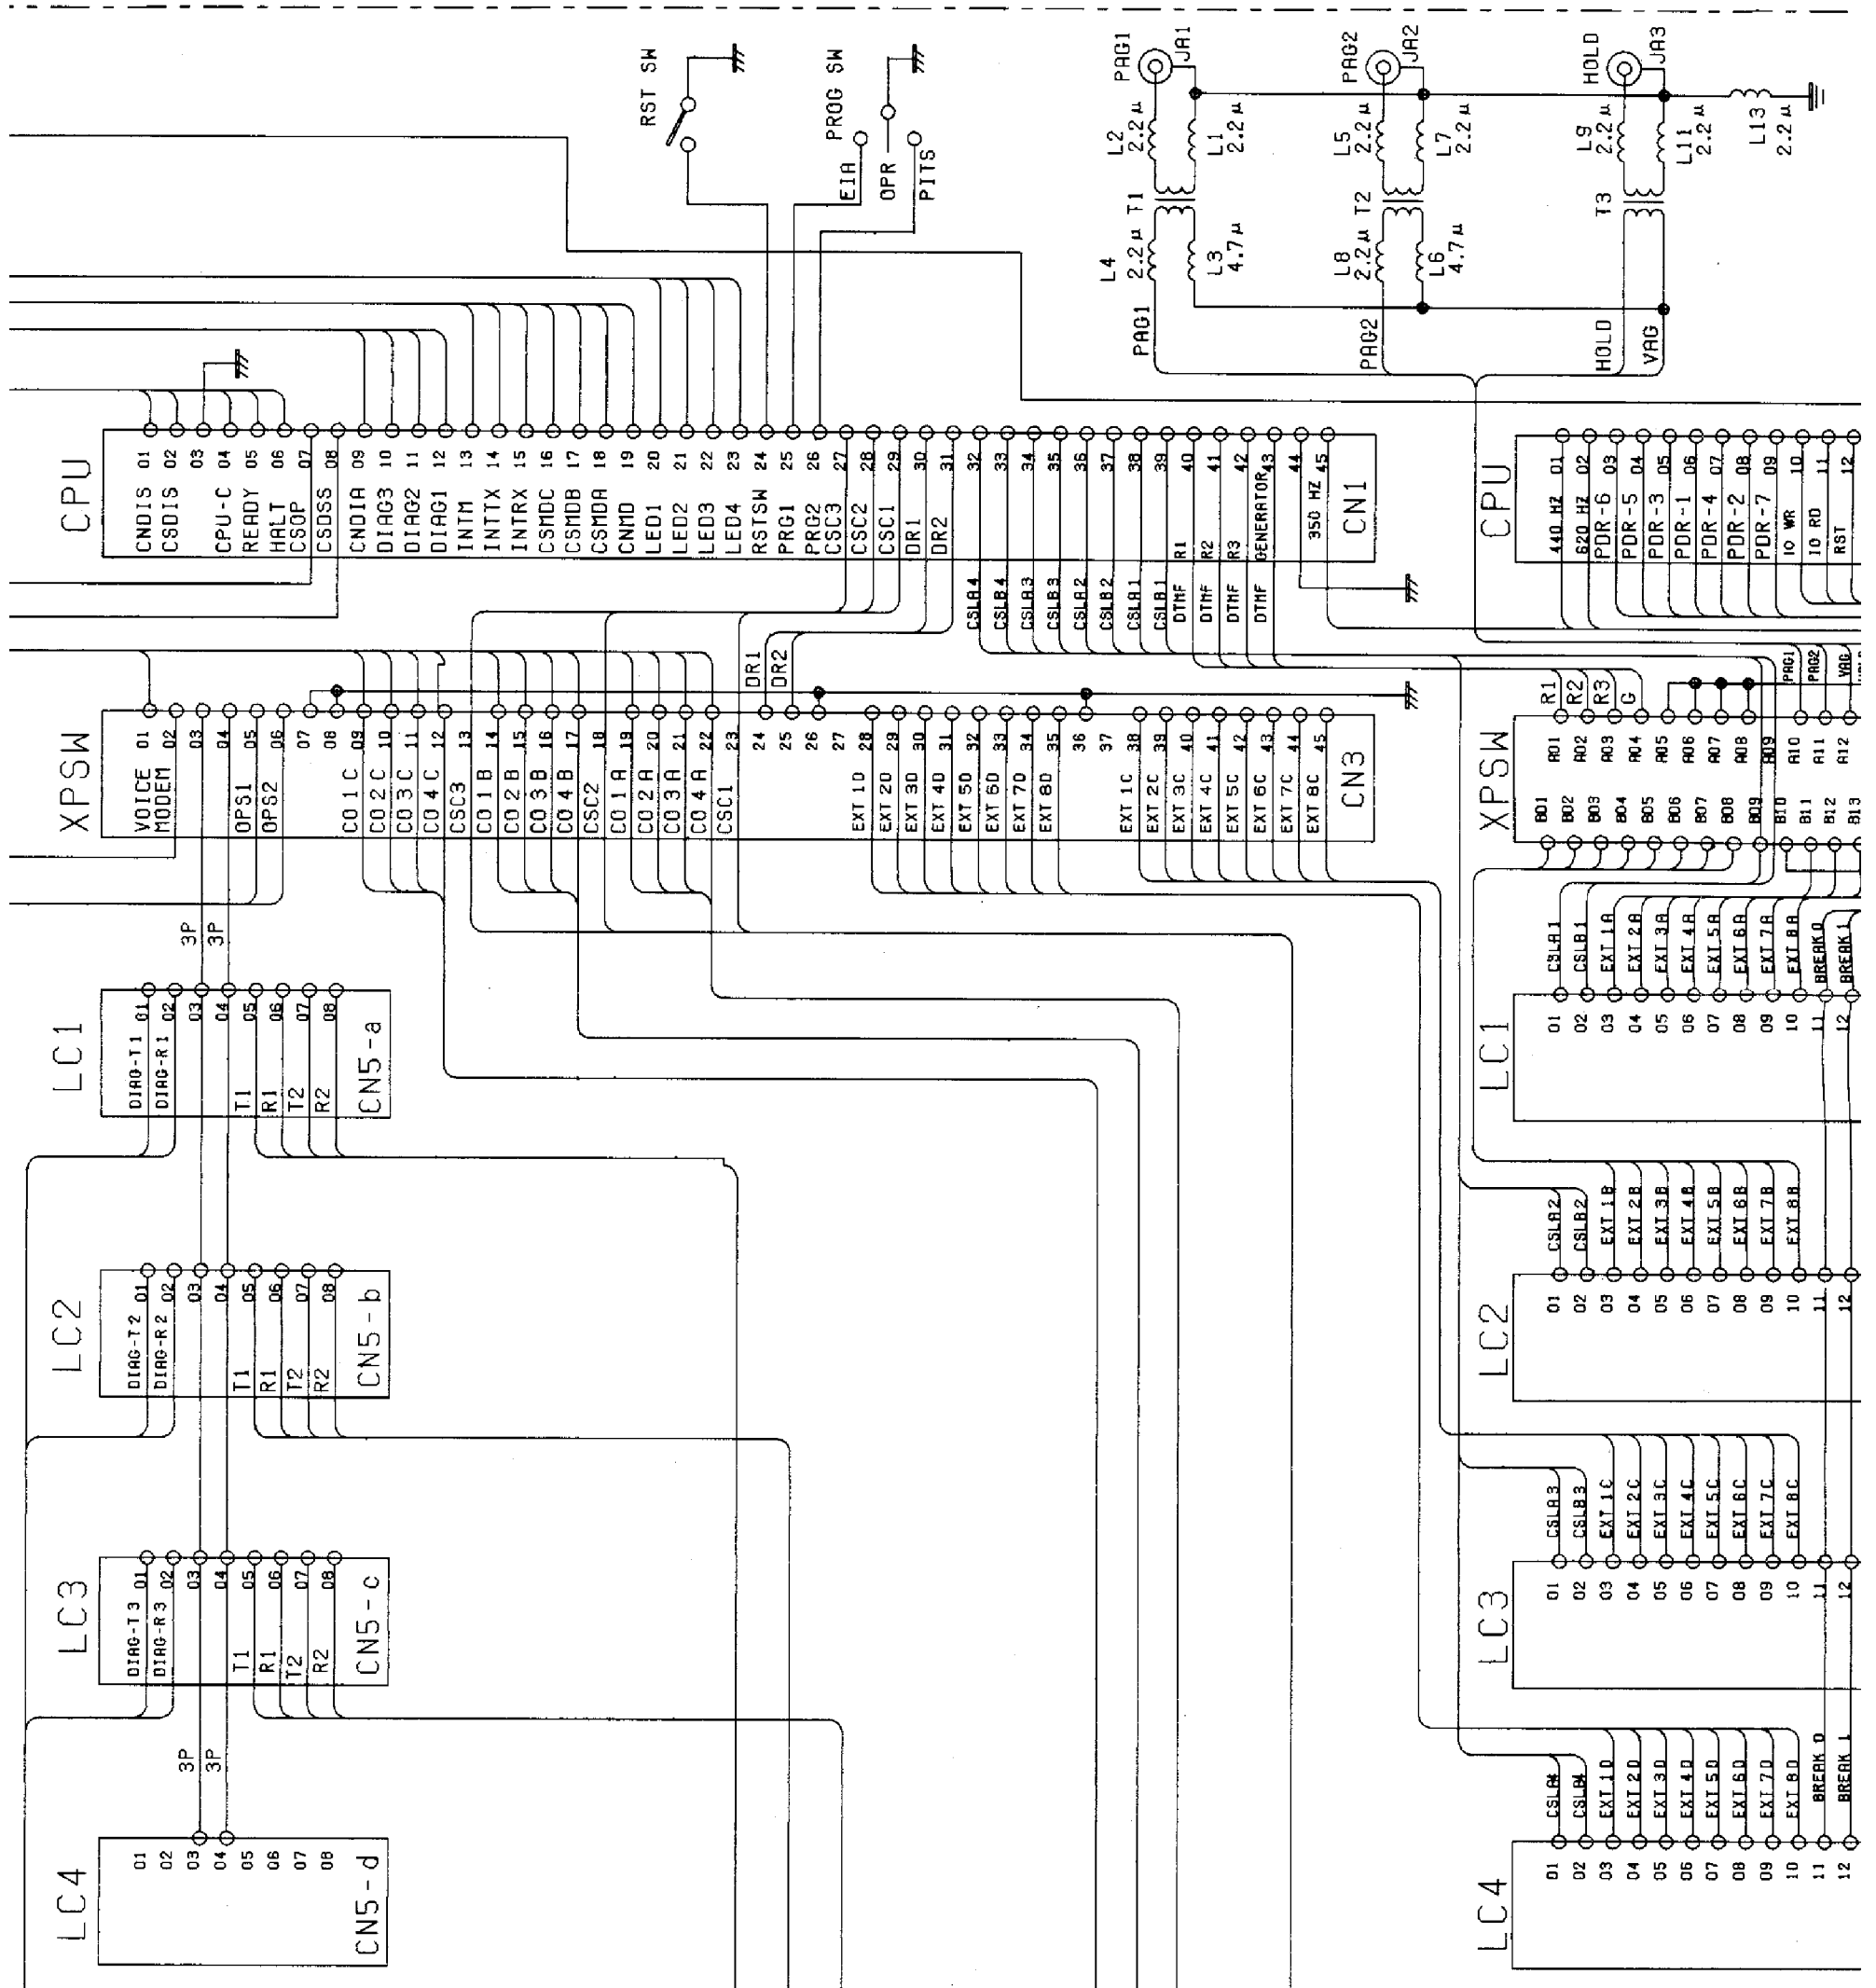 RST SW
PROG SW
EIA
OPR
PITS
PAG1
JA1
L2
2.2 µ
L1
2.2 µ
T1
L4
2.2 µ
L3
4.7 µ
PAG1
PAG2
JA2
L5
2.2 µ
L7
2.2 µ
T2
L8
2.2 µ
L6
4.7 µ
PAG2
HOLD
JA3
L9
2.2 µ
L11
2.2 µ
L13
2.2 µ
T3
HOLD
VAG
CPU
CNDIS 01
CSDIS 02
03
CPU-C 04
READY 05
HALT 06
CSOP 07
CSDSS 08
CNDIA 09
DIAG3 10
DIAG2 11
DIAG1 12
INTM 13
INTTX 14
INTRX 15
CSMDC 16
CSMDB 17
CSMDA 18
CNMD 19
LED1 20
LED2 21
LED3 22
LED4 23
RSTSW 24
PRG1 25
PRG2 26
CSC3 27
CSC2 28
CSC1 29
DR1 30
DR2 31
32
33
34
35
36
37
38
39
R1 40
R2 41
R3 42
GENERATOR 43
44
350 HZ 45
CN1
CSLA4
CSLB4
CSLA3
CSLB3
CSLA2
CSLB2
CSLA1
CSLB1
DTMF
DTMF
DTMF
DTMF
DR1
DR2
CPU
440 HZ 01
620 HZ 02
PDR-6 03
PDR-5 04
PDR-3 05
PDR-1 06
PDR-4 07
PDR-2 08
PDR-7 09
IO WR 10
IO RD 11
RST 12
XPSW
VOICE 01
MODEM 02
03
04
OPS1 05
OPS2 06
07
08
CO 1 C 09
CO 2 C 10
CO 3 C 11
CO 4 C 12
CSC3 13
CO 1 B 14
CO 2 B 15
CO 3 B 16
CO 4 B 17
CSC2 18
CO 1 A 19
CO 2 A 20
CO 3 A 21
CO 4 A 22
CSC1 23
24
25
26
27
EXT 1D 28
EXT 2D 29
EXT 3D 30
EXT 4D 31
EXT 5D 32
EXT 6D 33
EXT 7D 34
EXT 8D 35
36
37
EXT 1C 38
EXT 2C 39
EXT 3C 40
EXT 4C 41
EXT 5C 42
EXT 6C 43
EXT 7C 44
EXT 8C 45
CN3
R1
R2
R3
G
PAG1
PAG2
VAG
XPSW
B01 A01
B02 A02
B03 A03
B04 A04
B05 A05
B06 A06
B07 A07
B08 A08
B09 A09
B10 A10
B11 A11
B12 A12
B13
3P
3P
LC1
DIAG-T1 01
DIAG-R1 02
03
04
T1 05
R1 06
T2 07
R2 08
CN5-a
CSLA1
CSLB1
EXT 1A
EXT 2A
EXT 3A
EXT 4A
EXT 5A
EXT 6A
EXT 7A
EXT 8A
BREAK 0
BREAK 1
LC1
01
02
03
04
05
06
07
08
09
10
11
12
LC2
DIAG-T2 01
DIAG-R2 02
03
04
T1 05
R1 06
T2 07
R2 08
CN5-b
CSLA2
CSLB2
EXT 1B
EXT 2B
EXT 3B
EXT 4B
EXT 5B
EXT 6B
EXT 7B
EXT 8B
LC2
01
02
03
04
05
06
07
08
09
10
11
12
LC3
DIAG-T3 01
DIAG-R3 02
03
04
T1 05
R1 06
T2 07
R2 08
CN5-c
CSLA3
CSLB3
EXT 1C
EXT 2C
EXT 3C
EXT 4C
EXT 5C
EXT 6C
EXT 7C
EXT 8C
LC3
01
02
03
04
05
06
07
08
09
10
11
12
3P
3P
LC4
01
02
03
04
05
06
07
08
CN5-d
CSLA4
CSLB4
EXT 1D
EXT 2D
EXT 3D
EXT 4D
EXT 5D
EXT 6D
EXT 7D
EXT 8D
BREAK 0
BREAK 1
LC4
01
02
03
04
05
06
07
08
09
10
11
12